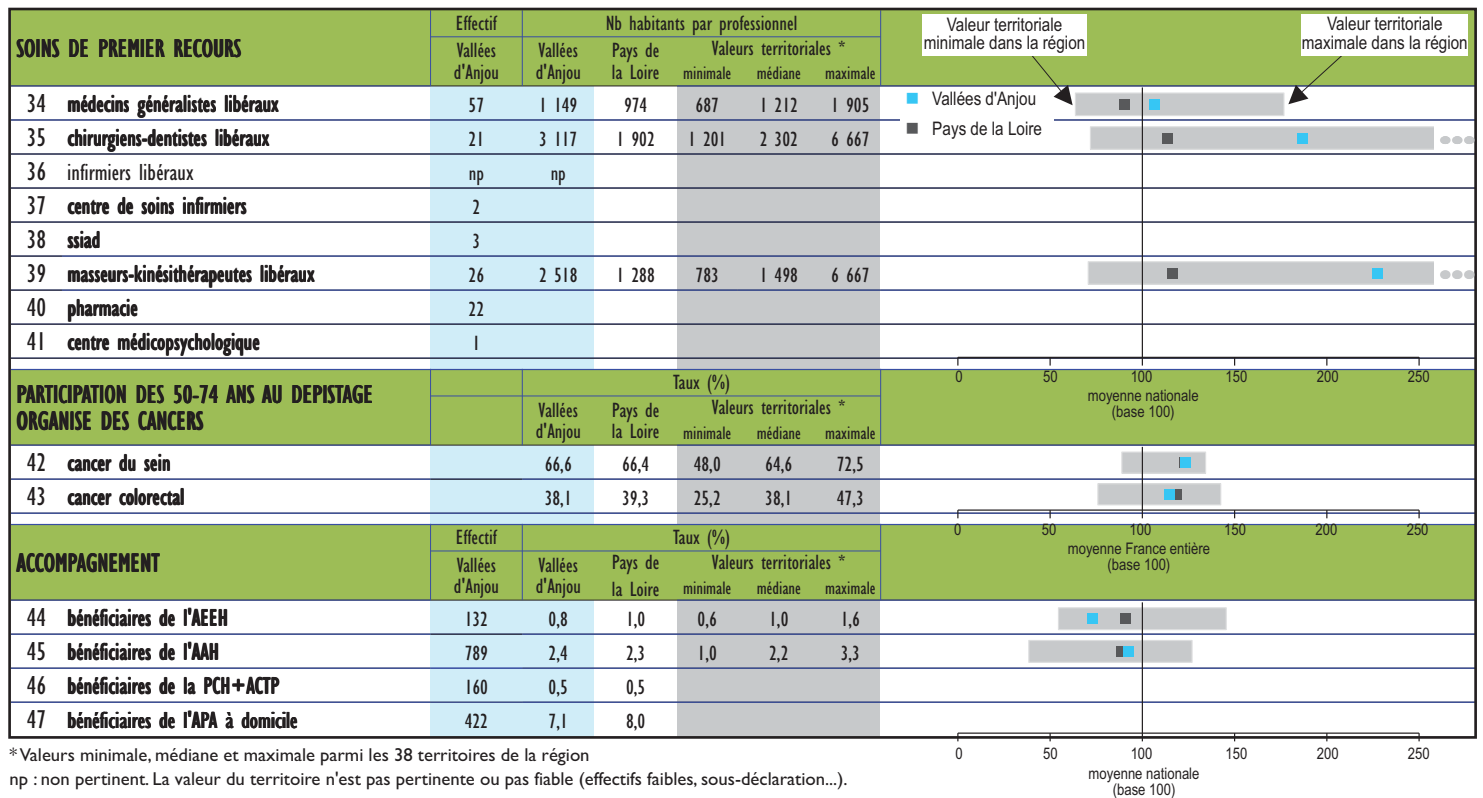 SOINS DE PREMIER RECOURS
Effectif Nb habitants par professionnel
Vallées d'Anjou Vallées d'Anjou Pays de la Loire Valeurs territoriales *
minimale médiane maximale
Valeur territoriale minimale dans la région
Valeur territoriale maximale dans la région
Vallées d'Anjou
Pays de la Loire
34 médecins généralistes libéraux 57 1 149 974 687 1 212 1 905
35 chirurgiens-dentistes libéraux 21 3 117 1 902 1 201 2 302 6 667
36 infirmiers libéraux np np
37 centre de soins infirmiers 2
38 ssiad 3
39 masseurs-kinésithérapeutes libéraux 26 2 518 1 288 783 1 498 6 667
40 pharmacie 22
41 centre médicopsychologique 1
0 50 100 150 200 250
moyenne nationale
(base 100)
PARTICIPATION DES 50-74 ANS AU DEPISTAGE
ORGANISE DES CANCERS
Taux (%)
Vallées d'Anjou Pays de la Loire Valeurs territoriales *
minimale médiane maximale
42 cancer du sein 66,6 66,4 48,0 64,6 72,5
43 cancer colorectal 38,1 39,3 25,2 38,1 47,3
0 50 100 150 200 250
moyenne France entière
(base 100)
ACCOMPAGNEMENT
Effectif Taux (%)
Vallées d'Anjou Vallées d'Anjou Pays de la Loire Valeurs territoriales *
minimale médiane maximale
44 bénéficiaires de l'AEEH 132 0,8 1,0 0,6 1,0 1,6
45 bénéficiaires de l'AAH 789 2,4 2,3 1,0 2,2 3,3
46 bénéficiaires de la PCH+ACTP 160 0,5 0,5
47 bénéficiaires de l'APA à domicile 422 7,1 8,0
0 50 100 150 200 250
moyenne nationale
(base 100)
* Valeurs minimale, médiane et maximale parmi les 38 territoires de la région
np : non pertinent. La valeur du territoire n'est pas pertinente ou pas fiable (effectifs faibles, sous-déclaration...).